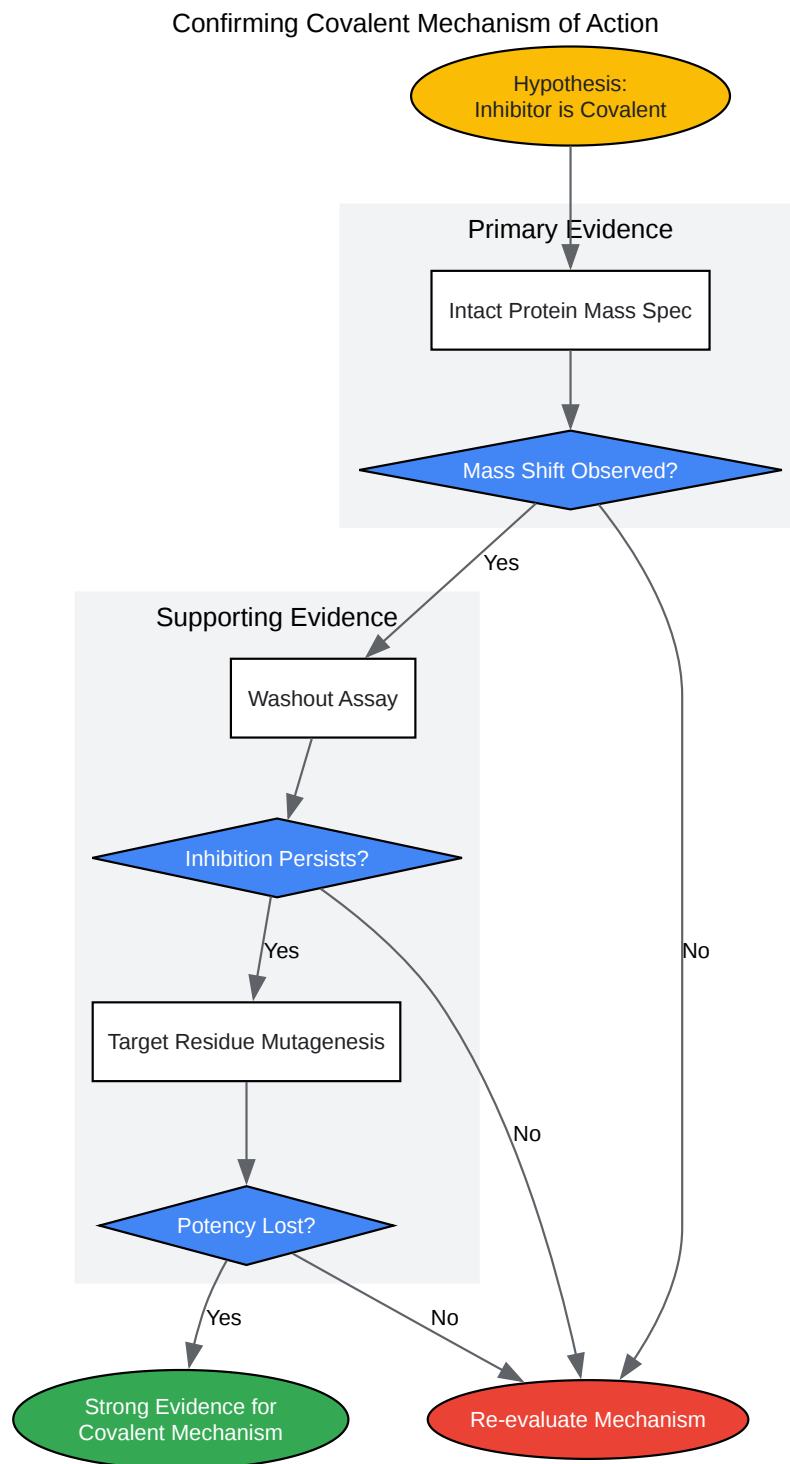 Confirming Covalent Mechanism of Action
Hypothesis:
Inhibitor is Covalent
Primary Evidence
Intact Protein Mass Spec
Mass Shift Observed?
Yes
Supporting Evidence
Washout Assay
Inhibition Persists?
Yes
No
Target Residue Mutagenesis
No
Potency Lost?
Yes
No
Strong Evidence for
Covalent Mechanism
Re-evaluate Mechanism